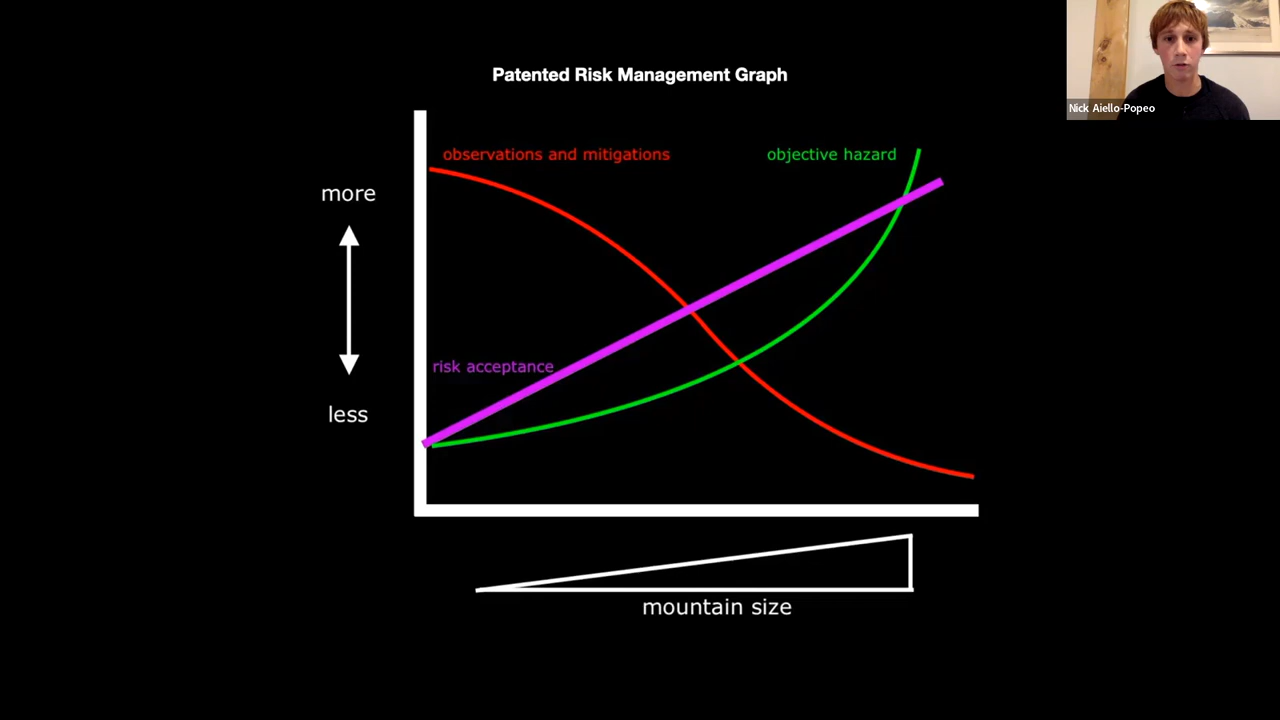 Patented Risk Management Graph
Nick Aiello-Popeo
observations and mitigations
objective hazard
more
risk acceptance
less
mountain size